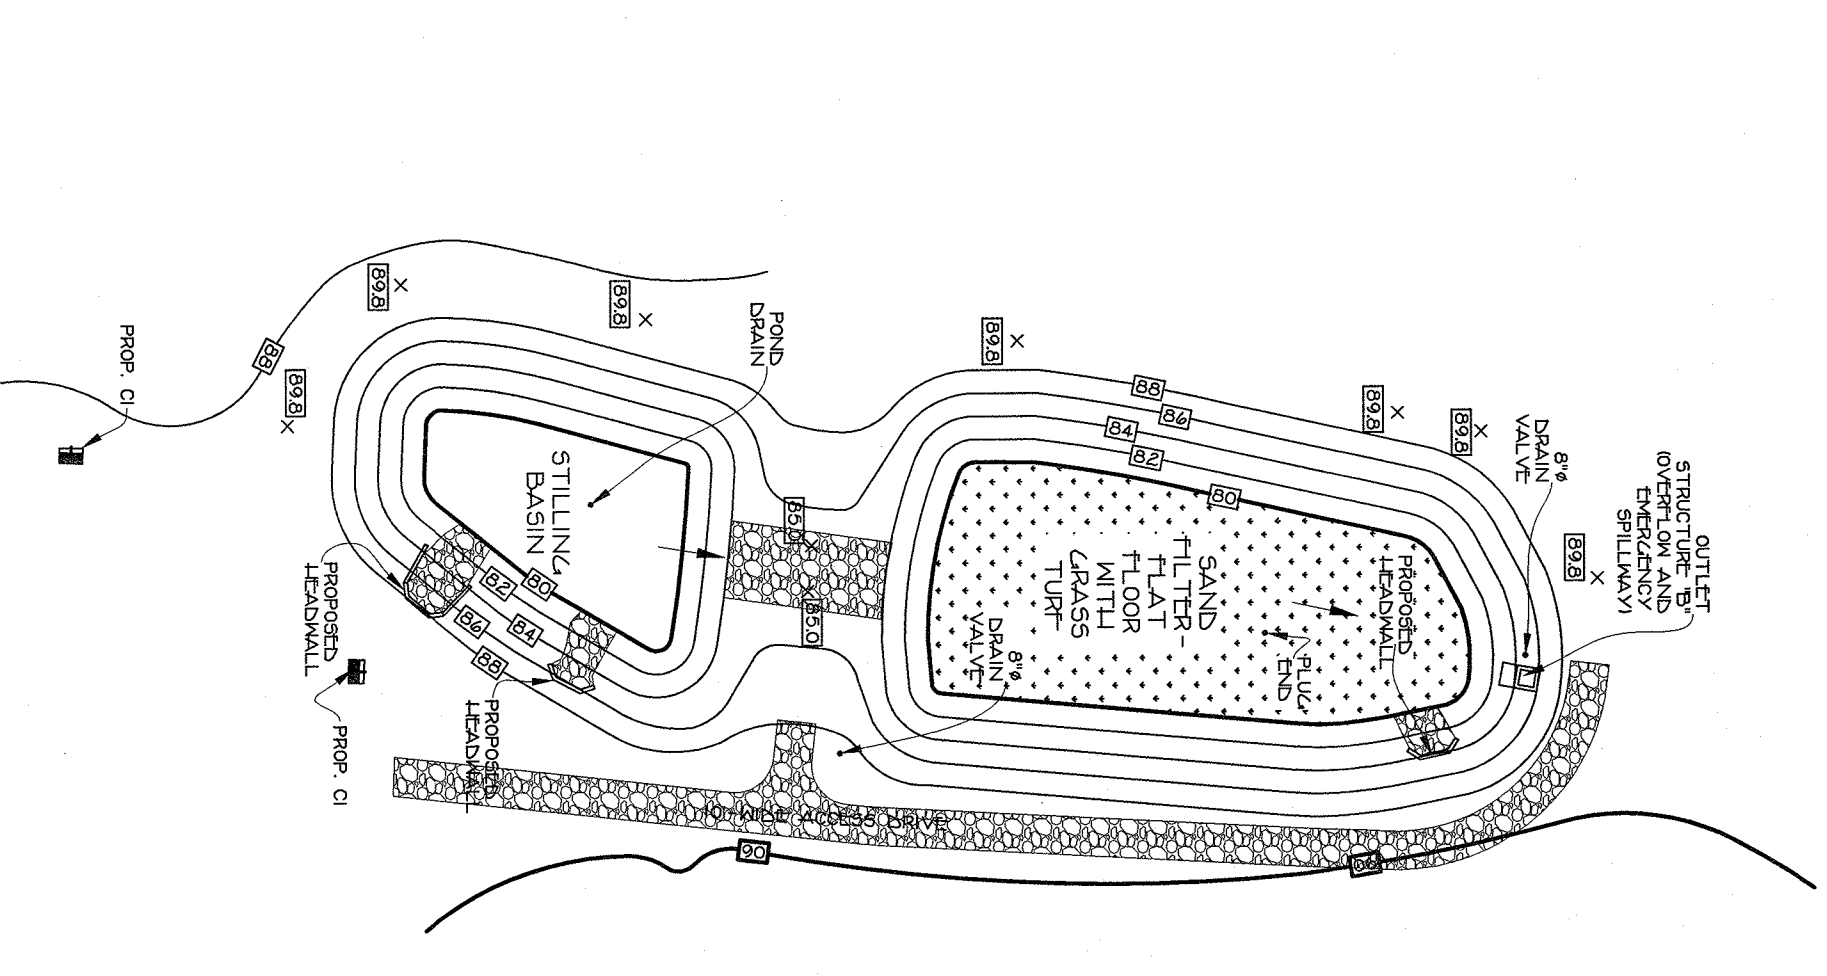 89.8
89.8
88
89.8
PROP. CI
POND
DRAIN
89.8
88
86
84
82
80
89.8
89.8
8"ø
DRAIN
VALVE
OUTLET
STRUCTURE "B"
(OVERFLOW AND
EMERGENCY
SPILLWAY)
89.8
STILLING
BASIN
85.0
85.0
SAND
FILTER-
FLAT
FLOOR
WITH
GRASS
TURF
PROPOSED
HEADWALL
PLUG
END
8"ø
DRAIN
VALVE
80
82
84
86
88
PROPOSED
HEADWALL
PROP. CI
PROPOSED
HEADWALL
10'-WIDE ACCESS DRIVE
90
90